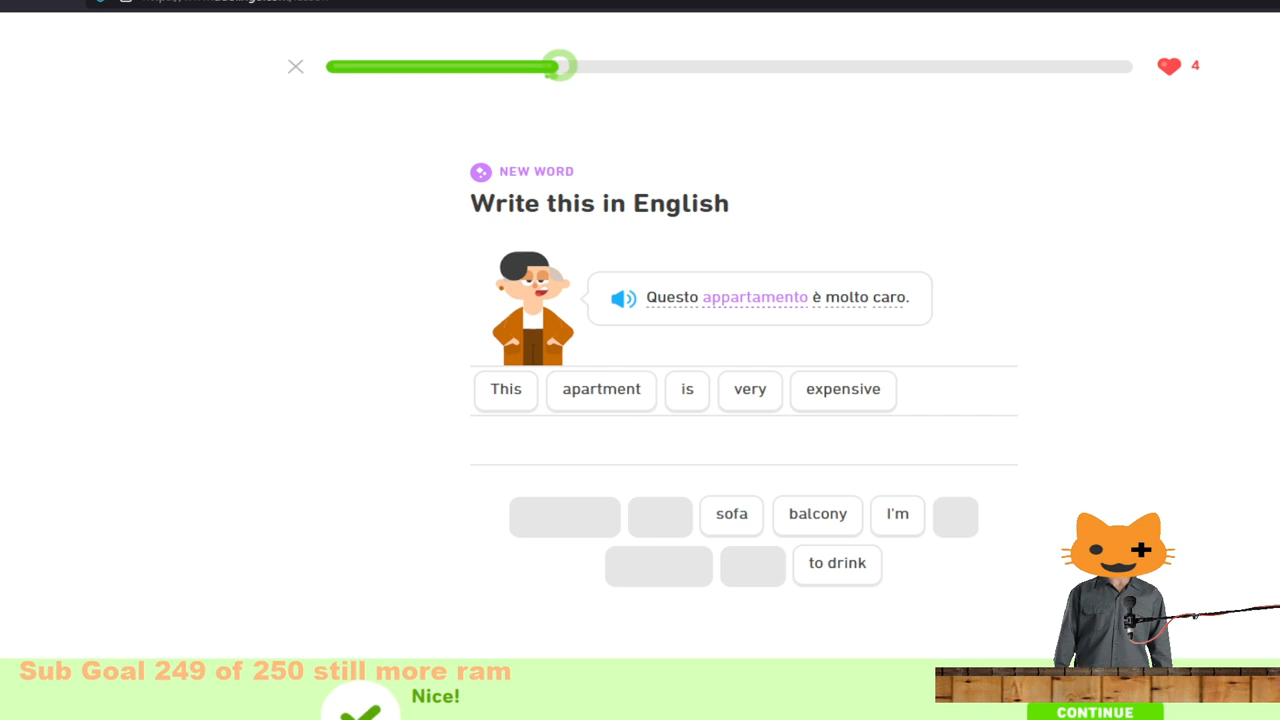 4
NEW WORD
Write this in English
Questo appartamento è molto caro.
This apartment is very expensive
sofa balcony I'm
to drink
Sub Goal 249 of 250 still more ram
Nice!
CONTINUE